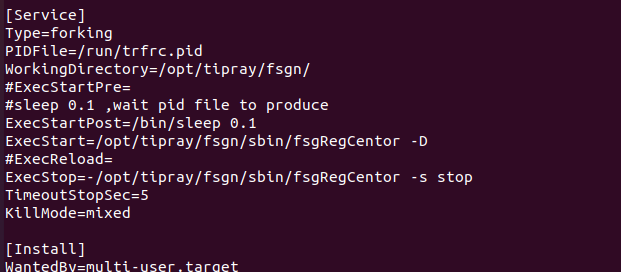 [Service]
Type=forking
PIDFile=/run/trfrc.pid
WorkingDirectory=/opt/tipray/fsgn/
#ExecStartPre=
#sleep 0.1 ,wait pid file to produce
ExecStartPost=/bin/sleep 0.1
ExecStart=/opt/tipray/fsgn/sbin/fsgRegCentor -D
#ExecReload=
ExecStop=-/opt/tipray/fsgn/sbin/fsgRegCentor -s stop
TimeoutStopSec=5
KillMode=mixed
[Install]
WantedBy=multi-user.target